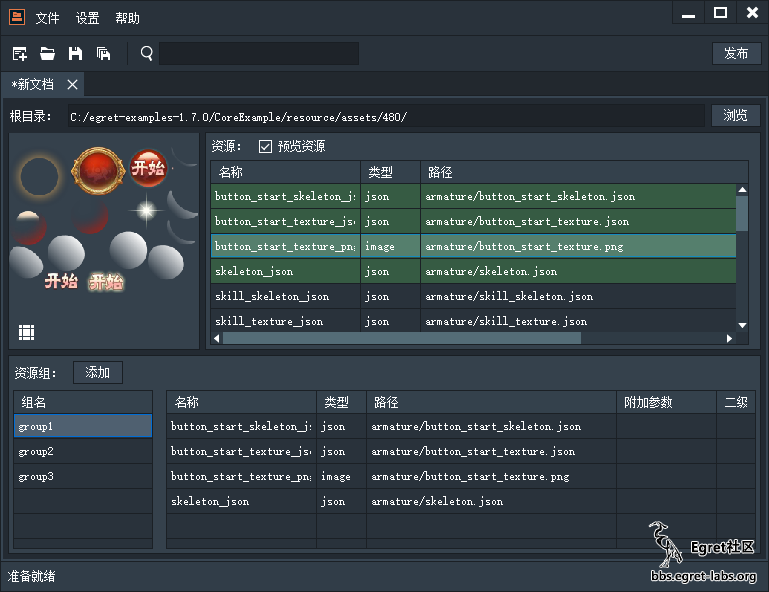 文件 设置 帮助
发布
*新文档
根目录: C:/egret-examples-1.7.0/CoreExample/resource/assets/480/ 浏览
资源: 预览资源
名称 类型 路径
button_start_skeleton_j json armature/button_start_skeleton.json
button_start_texture_js json armature/button_start_texture.json
button_start_texture_png image armature/button_start_texture.png
skeleton_json json armature/skeleton.json
skill_skeleton_json json armature/skill_skeleton.json
skill_texture_json json armature/skill_texture.json
开始
开始 开始
资源组: 添加
组名
group1
group2
group3
名称 类型 路径 附加参数 二级
button_start_skeleton_j json armature/button_start_skeleton.json
button_start_texture_js json armature/button_start_texture.json
button_start_texture_png image armature/button_start_texture.png
skeleton_json json armature/skeleton.json
准备就绪
Egret社区
bbs.egret-labs.org